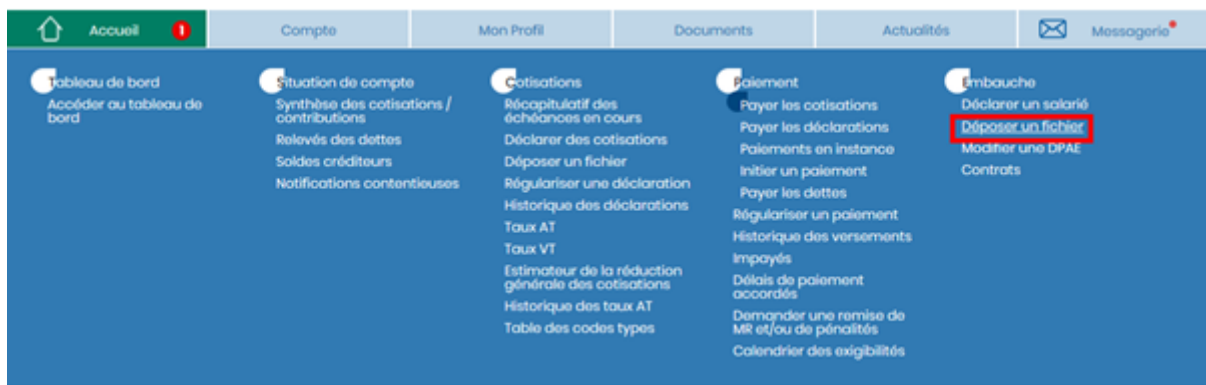 Accueil 1 Compte Mon Profil Documents Actualités Messagerie
Tableau de bord
Accéder au tableau de
bord
Situation de compte
Synthèse des cotisations /
contributions
Relevés des dettes
Soldes créditeurs
Notifications contentieuses
Cotisations
Récapitulatif des
échéances en cours
Déclarer des cotisations
Déposer un fichier
Régulariser une déclaration
Historique des déclarations
Taux AT
Taux VT
Estimateur de la réduction
générale des cotisations
Historique des taux AT
Table des codes types
Paiement
Payer les cotisations
Payer les déclarations
Paiements en instance
Initier un paiement
Payer les dettes
Régulariser un paiement
Historique des versements
Impayés
Délais de paiement
accordés
Demander une remise de
MR et/ou de pénalités
Calendrier des exigibilités
Embauche
Déclarer un salarié
Déposer un fichier
Modifier une DPAE
Contrats